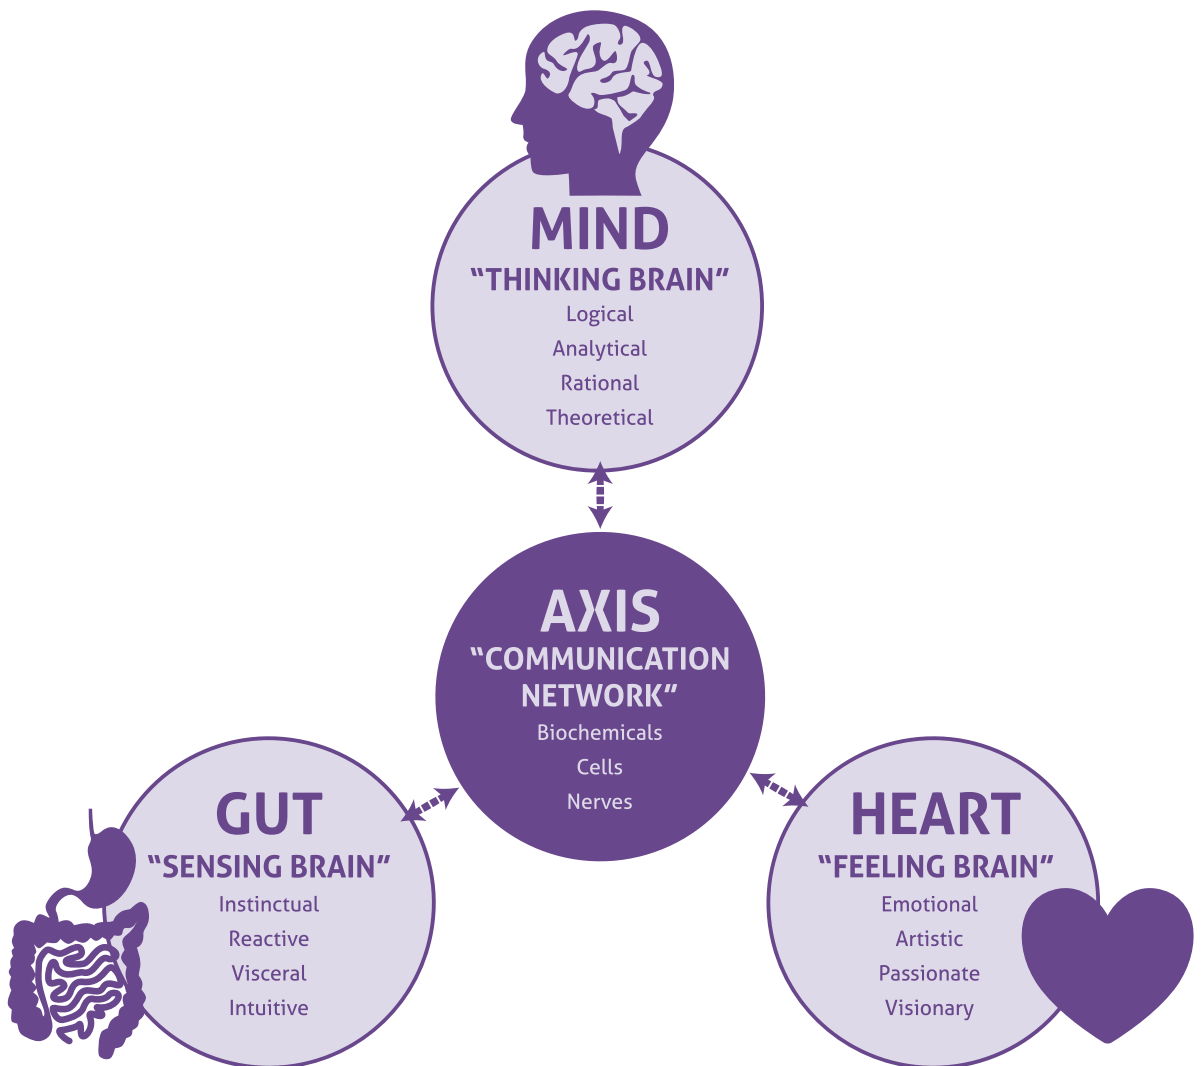 MIND
“THINKING BRAIN”
Logical
Analytical
Rational
Theoretical
AXIS
“COMMUNICATION
NETWORK”
Biochemicals
Cells
Nerves
GUT
“SENSING BRAIN”
Instinctual
Reactive
Visceral
Intuitive
HEART
“FEELING BRAIN”
Emotional
Artistic
Passionate
Visionary